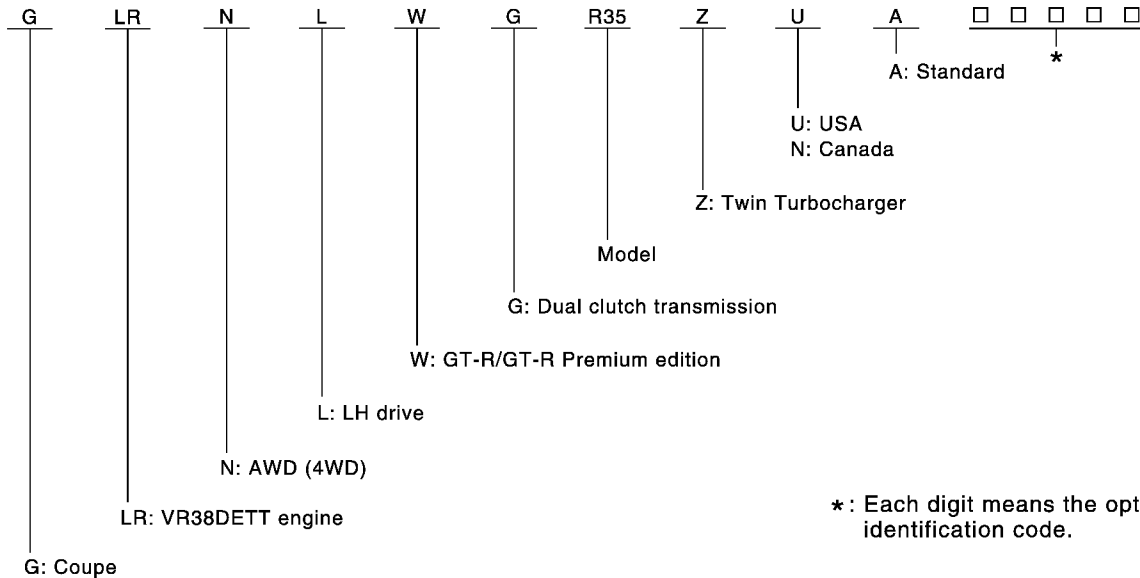 G LR N L W G R35 Z U A □ □ □ □ □
*
A: Standard
U: USA
N: Canada
Z: Twin Turbocharger
Model
G: Dual clutch transmission
W: GT-R/GT-R Premium edition
L: LH drive
N: AWD (4WD)
LR: VR38DETT engine
G: Coupe
*: Each digit means the opt
identification code.